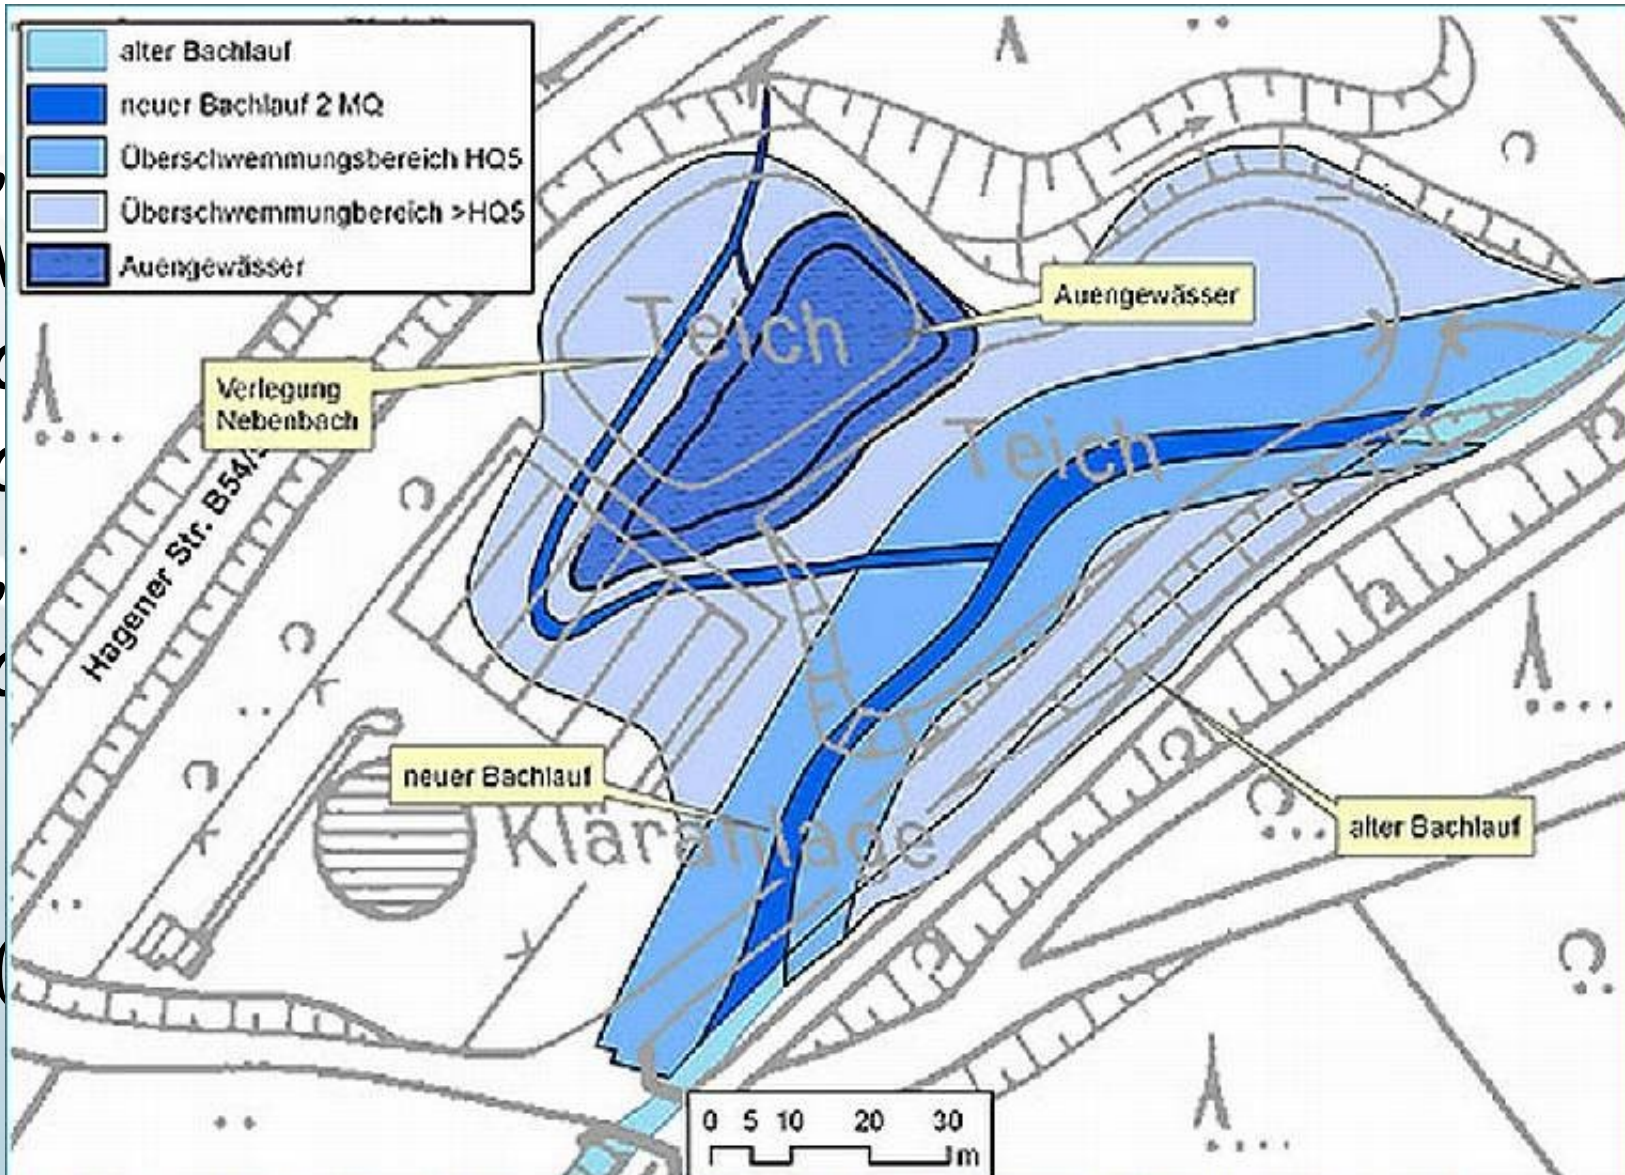 alter Bachlauf
neuer Bachlauf 2 MQ
Überschwemmungsbereich HQ5
Überschwemmungbereich >HQ5
Auengewässer
Auengewässer
Teich
Verlegung
Nebenbach
Teich
Hagener Str. B54/
neuer Bachlauf
Kläranlage
alter Bachlauf
0 5 10 20 30
m